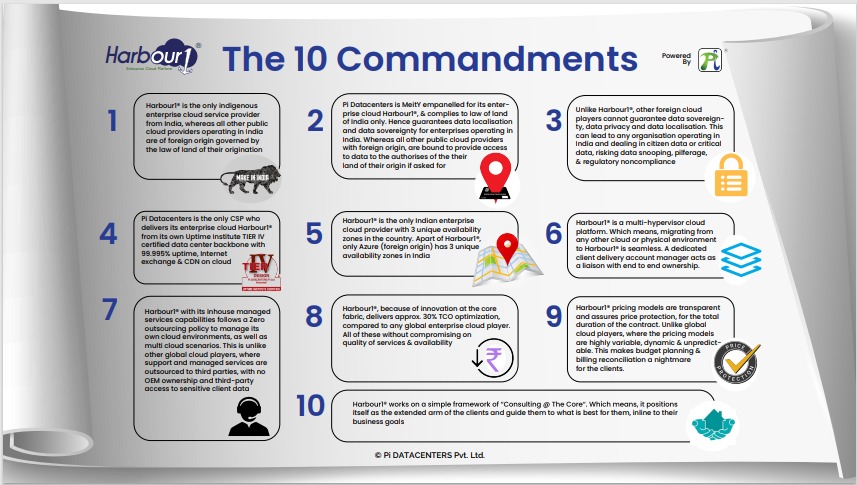 Harbour1®
Enterprise Cloud Platform
The 10 Commandments
Powered
By
Pi
1
Harbour1® is the only indigenous
enterprise cloud service provider
from India, whereas all other public
cloud providers operating in India
are of foreign origin governed by
the law of land of their origination
MAKE IN INDIA
2
Pi Datacenters is MeitY empanelled for its enter-
prise cloud Harbour1®, & complies to law of land
of India only. Hence guarantees data localisation
and data sovereignty for enterprises operating in
India. Whereas all other public cloud providers
with foreign origin, are bound to provide access
to data to the authorises of the their
land of their origin if asked for
3
Unlike Harbour1®, other foreign cloud
players cannot guarantee data sovereign-
ty, data privacy and data localisation. This
can lead to any organisation operating in
India and dealing in citizen data or critical
data, risking data snooping, pilferage,
& regulatory noncompliance
4
Pi Datacenters is the only CSP who
delivers its enterprise cloud Harbour1®
from its own Uptime Institute TIER IV
certified data center backbone with
99.995% uptime, Internet
exchange & CDN on cloud
TIER IV
DESIGN
5
Harbour1® is the only Indian enterprise
cloud provider with 3 unique availability
zones in the country. Apart of Harbour1®,
only Azure (foreign origin) has 3 unique
availability zones in India
6
Harbour1® is a multi-hypervisor cloud
platform. Which means, migrating from
any other cloud or physical environment
to Harbour1® is seamless. A dedicated
client delivery account manager acts as
a liaison with end to end ownership.
7
Harbour1® with its inhouse managed
services capabilities follows a Zero
outsourcing policy to manage its
own cloud environments, as well as
multi cloud scenarios. This is unlike
other global cloud players, where
support and managed services are
outsourced to third parties, with no
OEM ownership and third-party
access to sensitive client data
8
Harbour1®, because of innovation at the core
fabric, delivers approx. 30% TCO optimization,
compared to any global enterprise cloud player.
All of these without compromising on
quality of services & availability
₹
9
Harbour1® pricing models are transparent
and assures price protection, for the total
duration of the contract. Unlike global
cloud players, where the pricing models
are highly variable, dynamic & unpredict-
able. This makes budget planning &
billing reconciliation a nightmare
for the clients.
PRICE
PROTECTION
10
Harbour1® works on a simple framework of "Consulting @ The Core". Which means, it positions
itself as the extended arm of the clients and guide them to what is best for them, inline to their
business goals
© Pi DATACENTERS Pvt. Ltd.